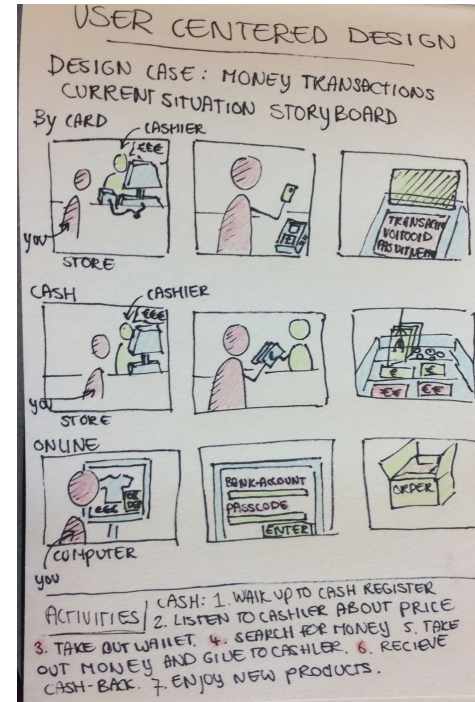 USER CENTERED DESIGN
DESIGN CASE: MONEY TRANSACTIONS
CURRENT SITUATION STORYBOARD
By CARD
CASHIER
€€€
you
STORE
TRANSACTI
VOLTOOID
PAS UITNEME
CASH
CASHIER
€€€
you
STORE
€ €
€€ €€
ONLINE
€€€
BANK-ACCOUNT
PASSCODE
ENTER
ORDER
COMPUTER
you
ACTIVITIES
CASH: 1. WALK UP TO CASH REGISTER
2. LISTEN TO CASHIER ABOUT PRICE
3. TAKE OUT WALLET. 4. SEARCH FOR MONEY 5. TAKE
OUT MONEY AND GIVE TO CASHLER. 6. RECIEVE
CASH-BACK. 7. ENJOY NEW PRODUCTS.